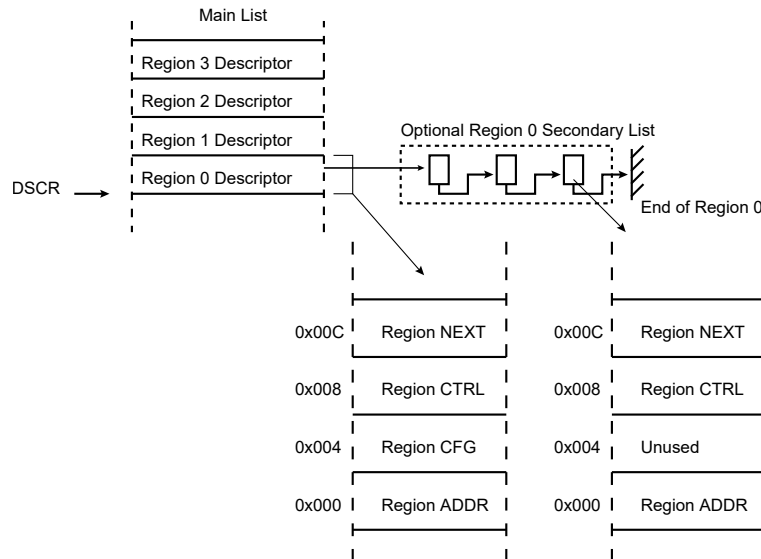 Main List
Region 3 Descriptor
Region 2 Descriptor
Region 1 Descriptor
Region 0 Descriptor
DSCR
Optional Region 0 Secondary List
End of Region 0
0x00C Region NEXT
0x008 Region CTRL
0x004 Region CFG
0x000 Region ADDR
0x00C Region NEXT
0x008 Region CTRL
0x004 Unused
0x000 Region ADDR